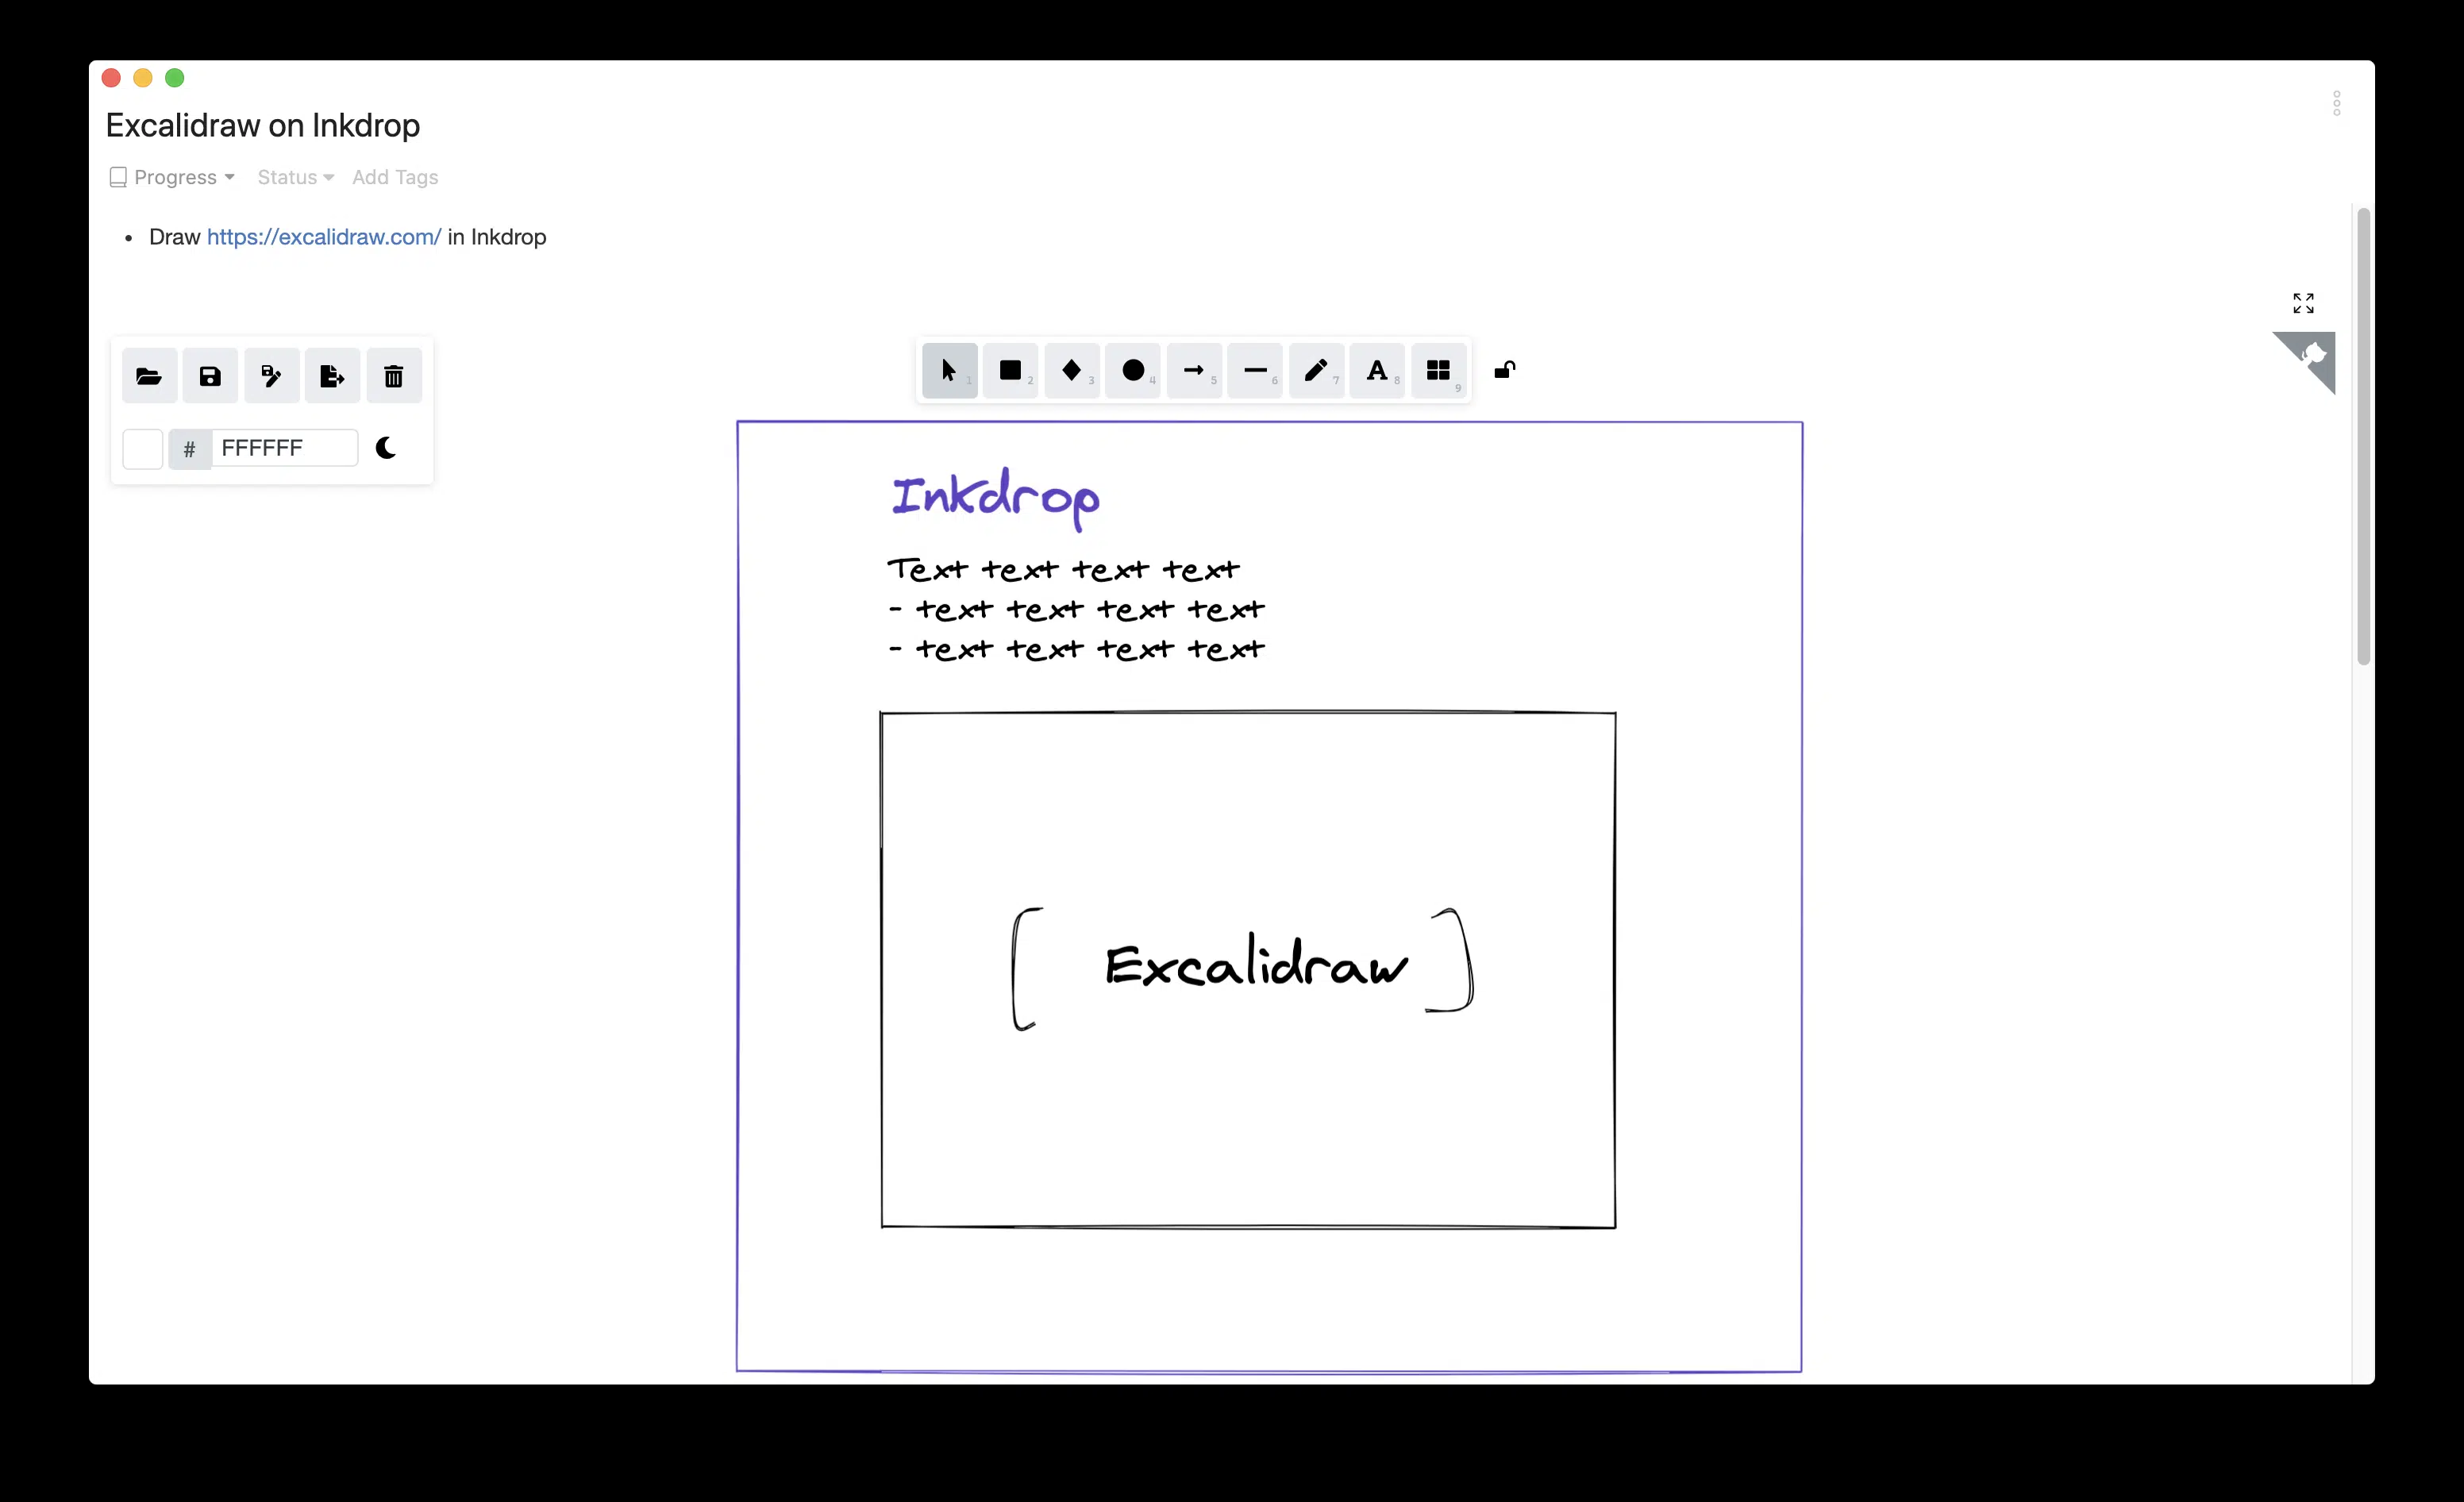 Excalidraw on Inkdrop
Progress Status Add Tags
• Draw https://excalidraw.com/ in Inkdrop
1 2 3 4 5 6 7 8 9
# FFFFFF
Inkdrop
Text text text text
- text text text text
- text text text text
Excalidraw